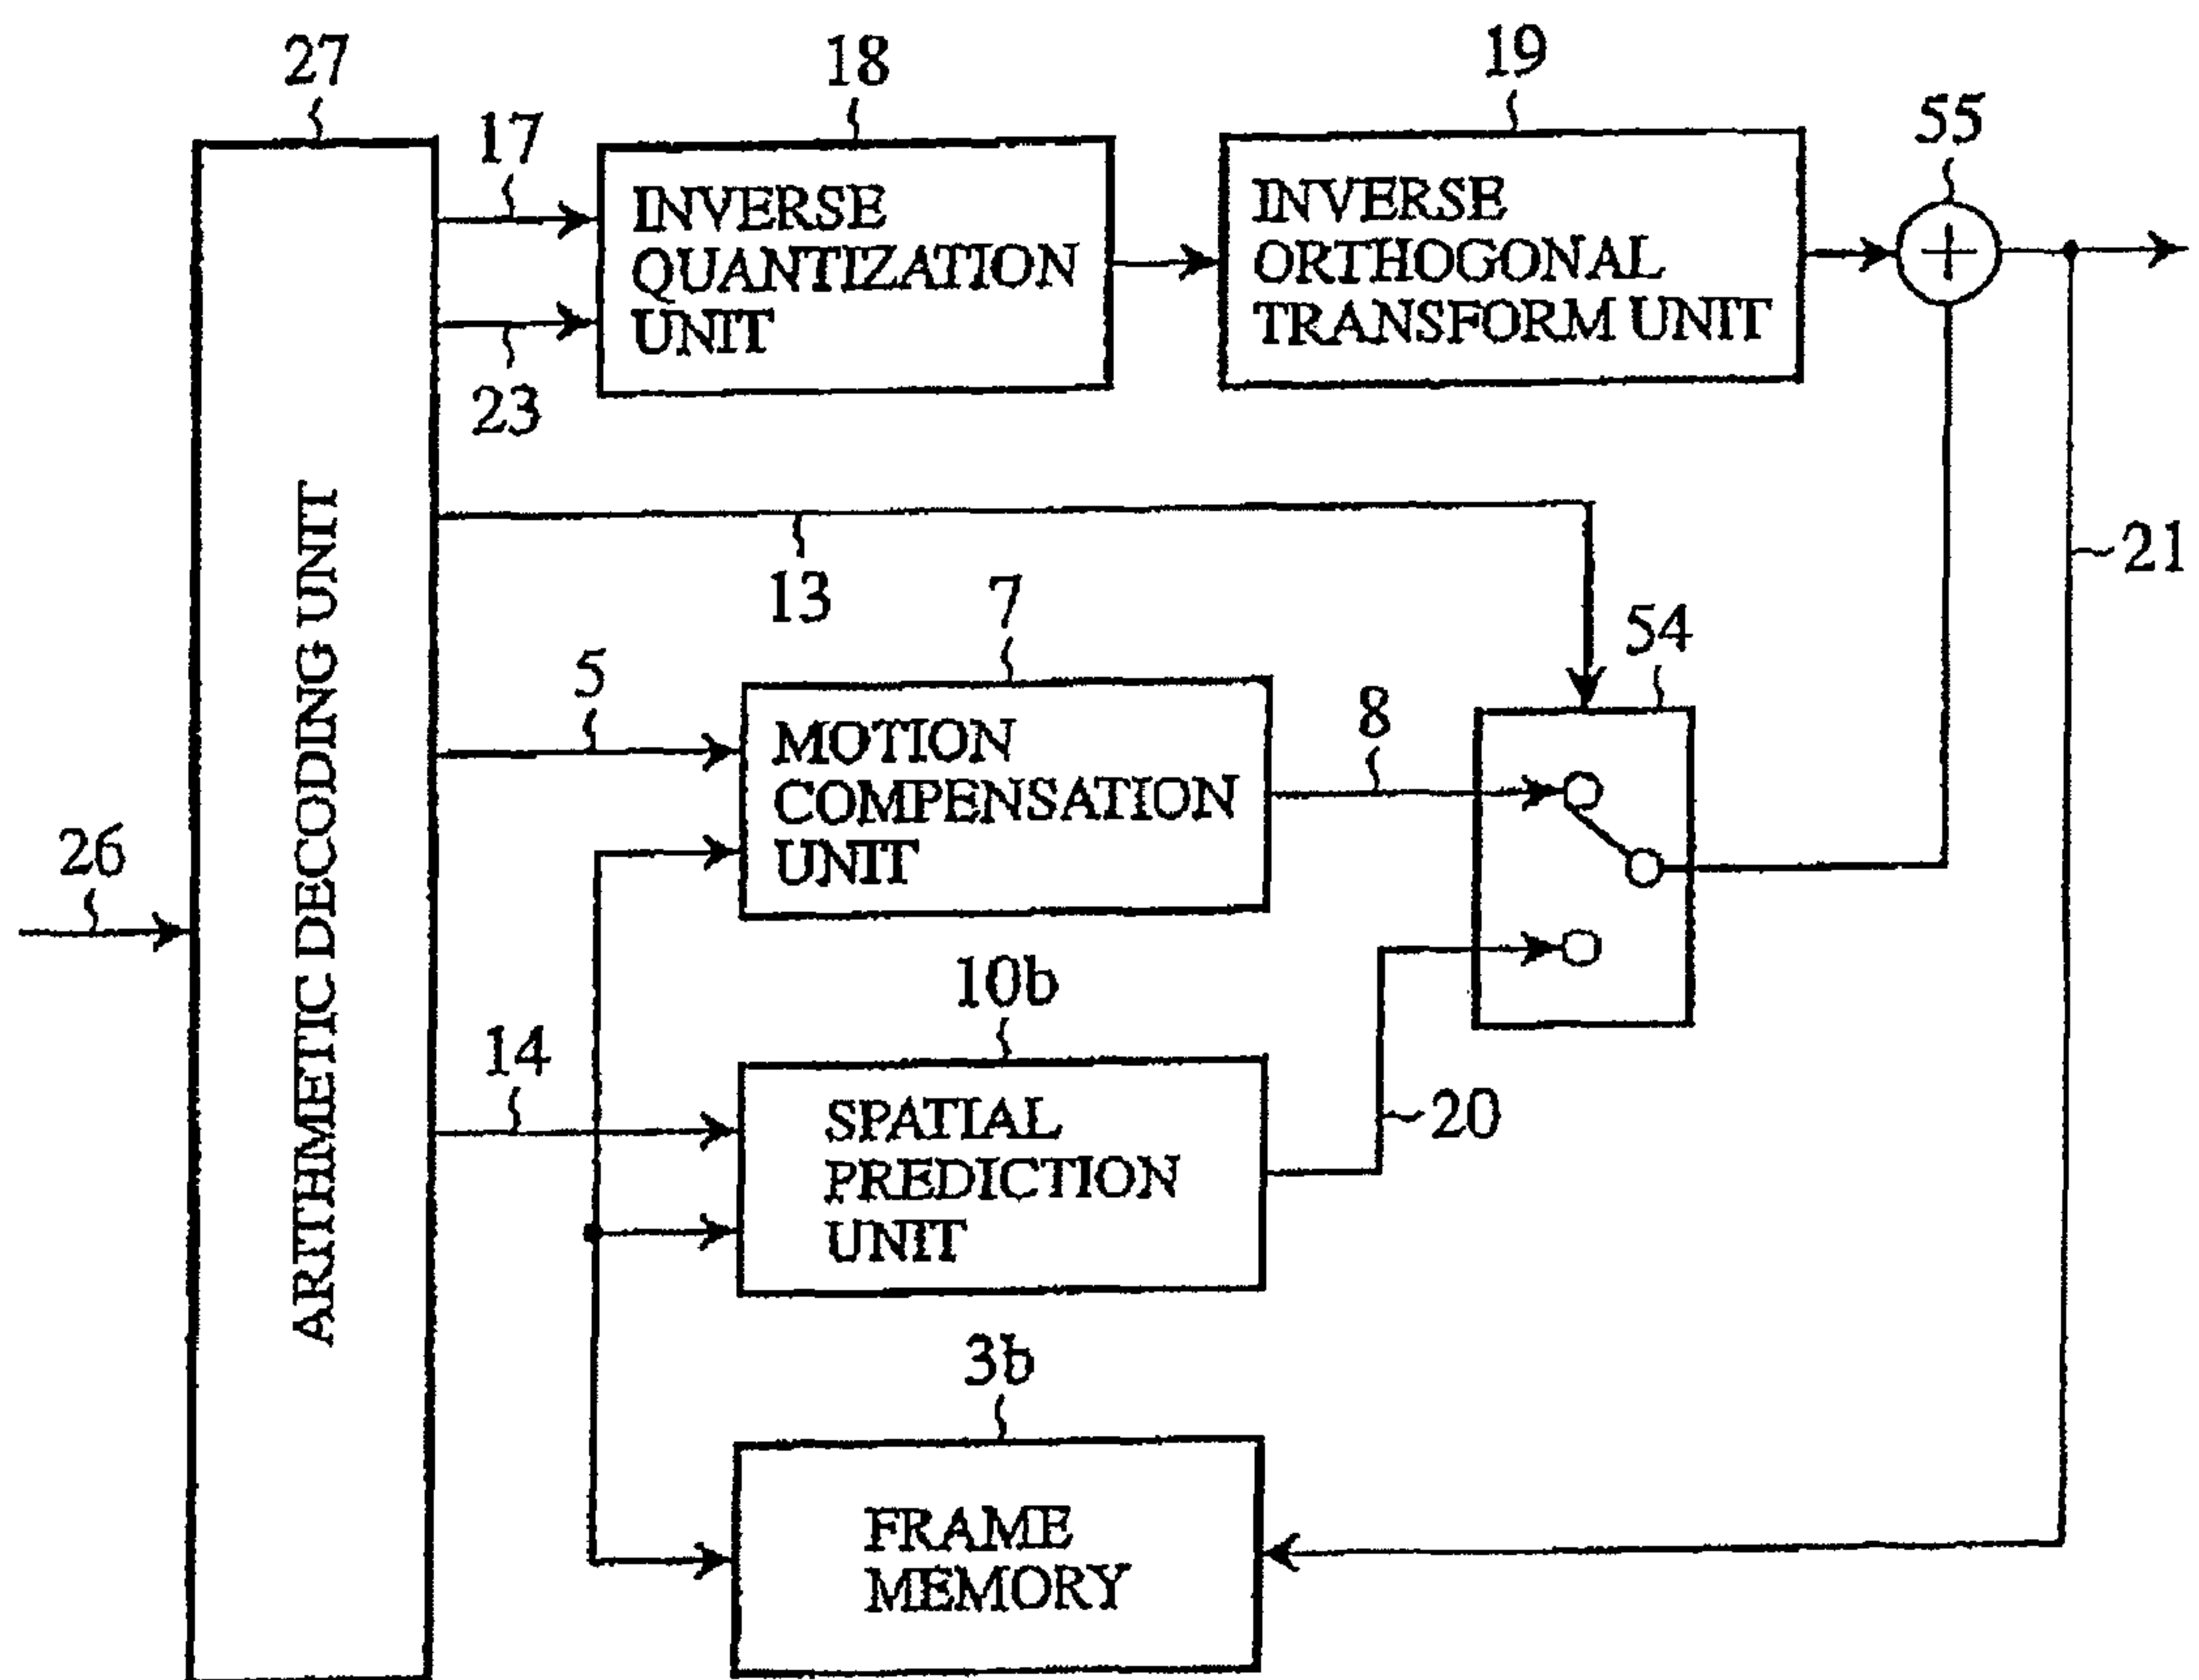 27
18
19
55
17
INVERSE
QUANTIZATION
UNIT
INVERSE
ORTHOGONAL
TRANSFORM UNIT
23
13
21
ARITHMETIC DECODING UNIT
7
54
5
8
MOTION
COMPENSATION
UNIT
26
10b
14
20
SPATIAL
PREDICTION
UNIT
3b
FRAME
MEMORY